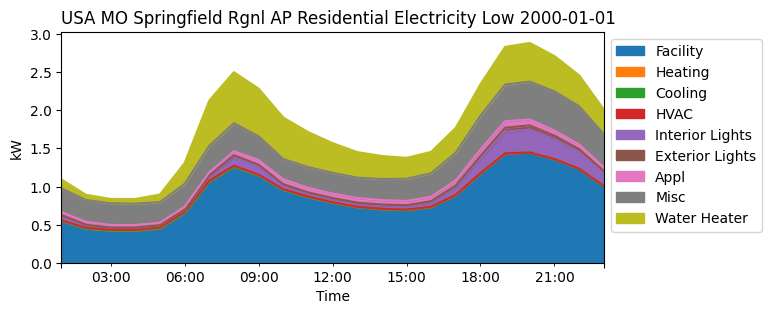 USA MO Springfield Rgnl AP Residential Electricity Low 2000-01-01
3.0
2.5
2.0
1.5
1.0
0.5
0.0
kW
03:00 06:00 09:00 12:00 15:00 18:00 21:00
Time
Facility
Heating
Cooling
HVAC
Interior Lights
Exterior Lights
Appl
Misc
Water Heater